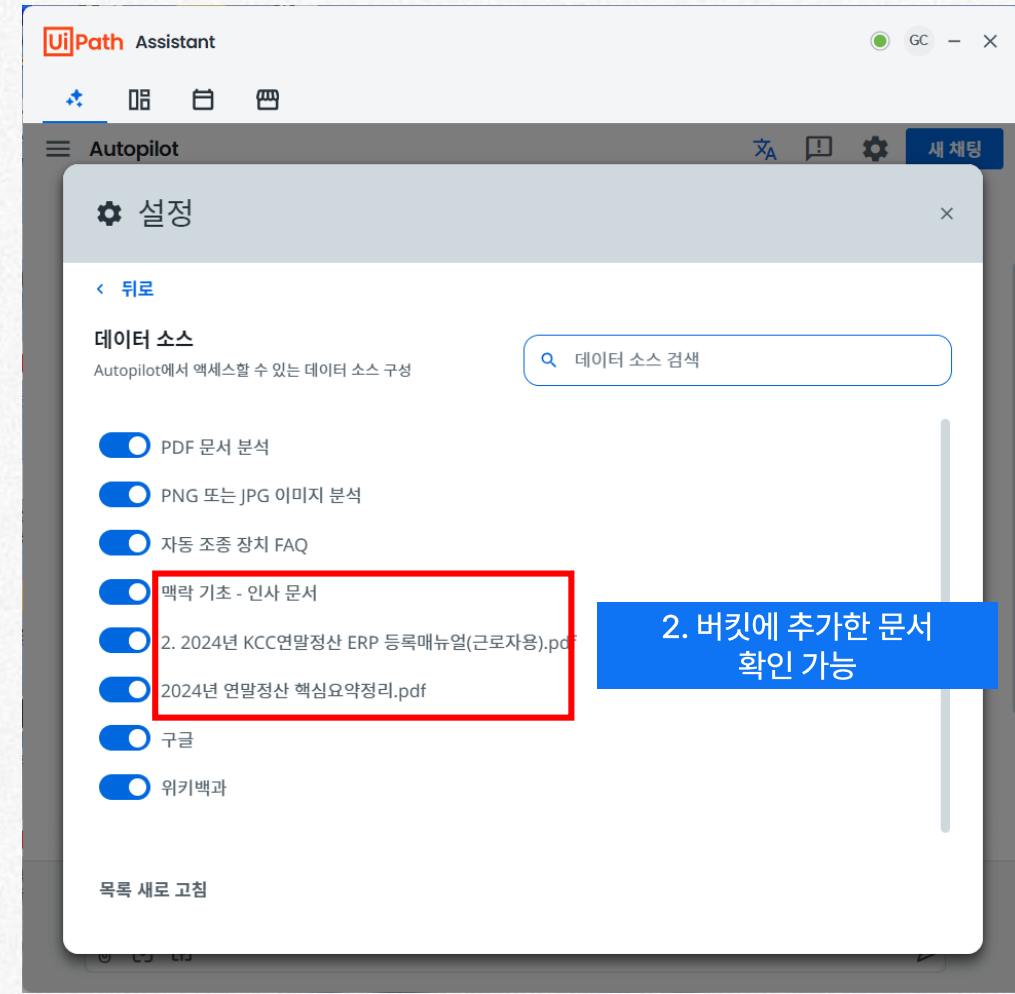 UiPath Assistant
GC
Autopilot
새 채팅
설정
뒤로
데이터 소스
Autopilot에서 액세스할 수 있는 데이터 소스 구성
데이터 소스 검색
PDF 문서 분석
PNG 또는 JPG 이미지 분석
자동 조종 장치 FAQ
맥락 기초 - 인사 문서
2. 2024년 KCC연말정산 ERP 등록매뉴얼(근로자용).pdf
2024년 연말정산 핵심요약정리.pdf
구글
위키백과
2. 버킷에 추가한 문서
확인 가능
목록 새로 고침